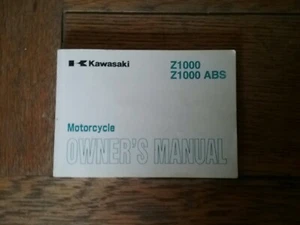 Kawasaki
Z1000
Z1000 ABS
Motorcycle
OWNER'S MANUAL